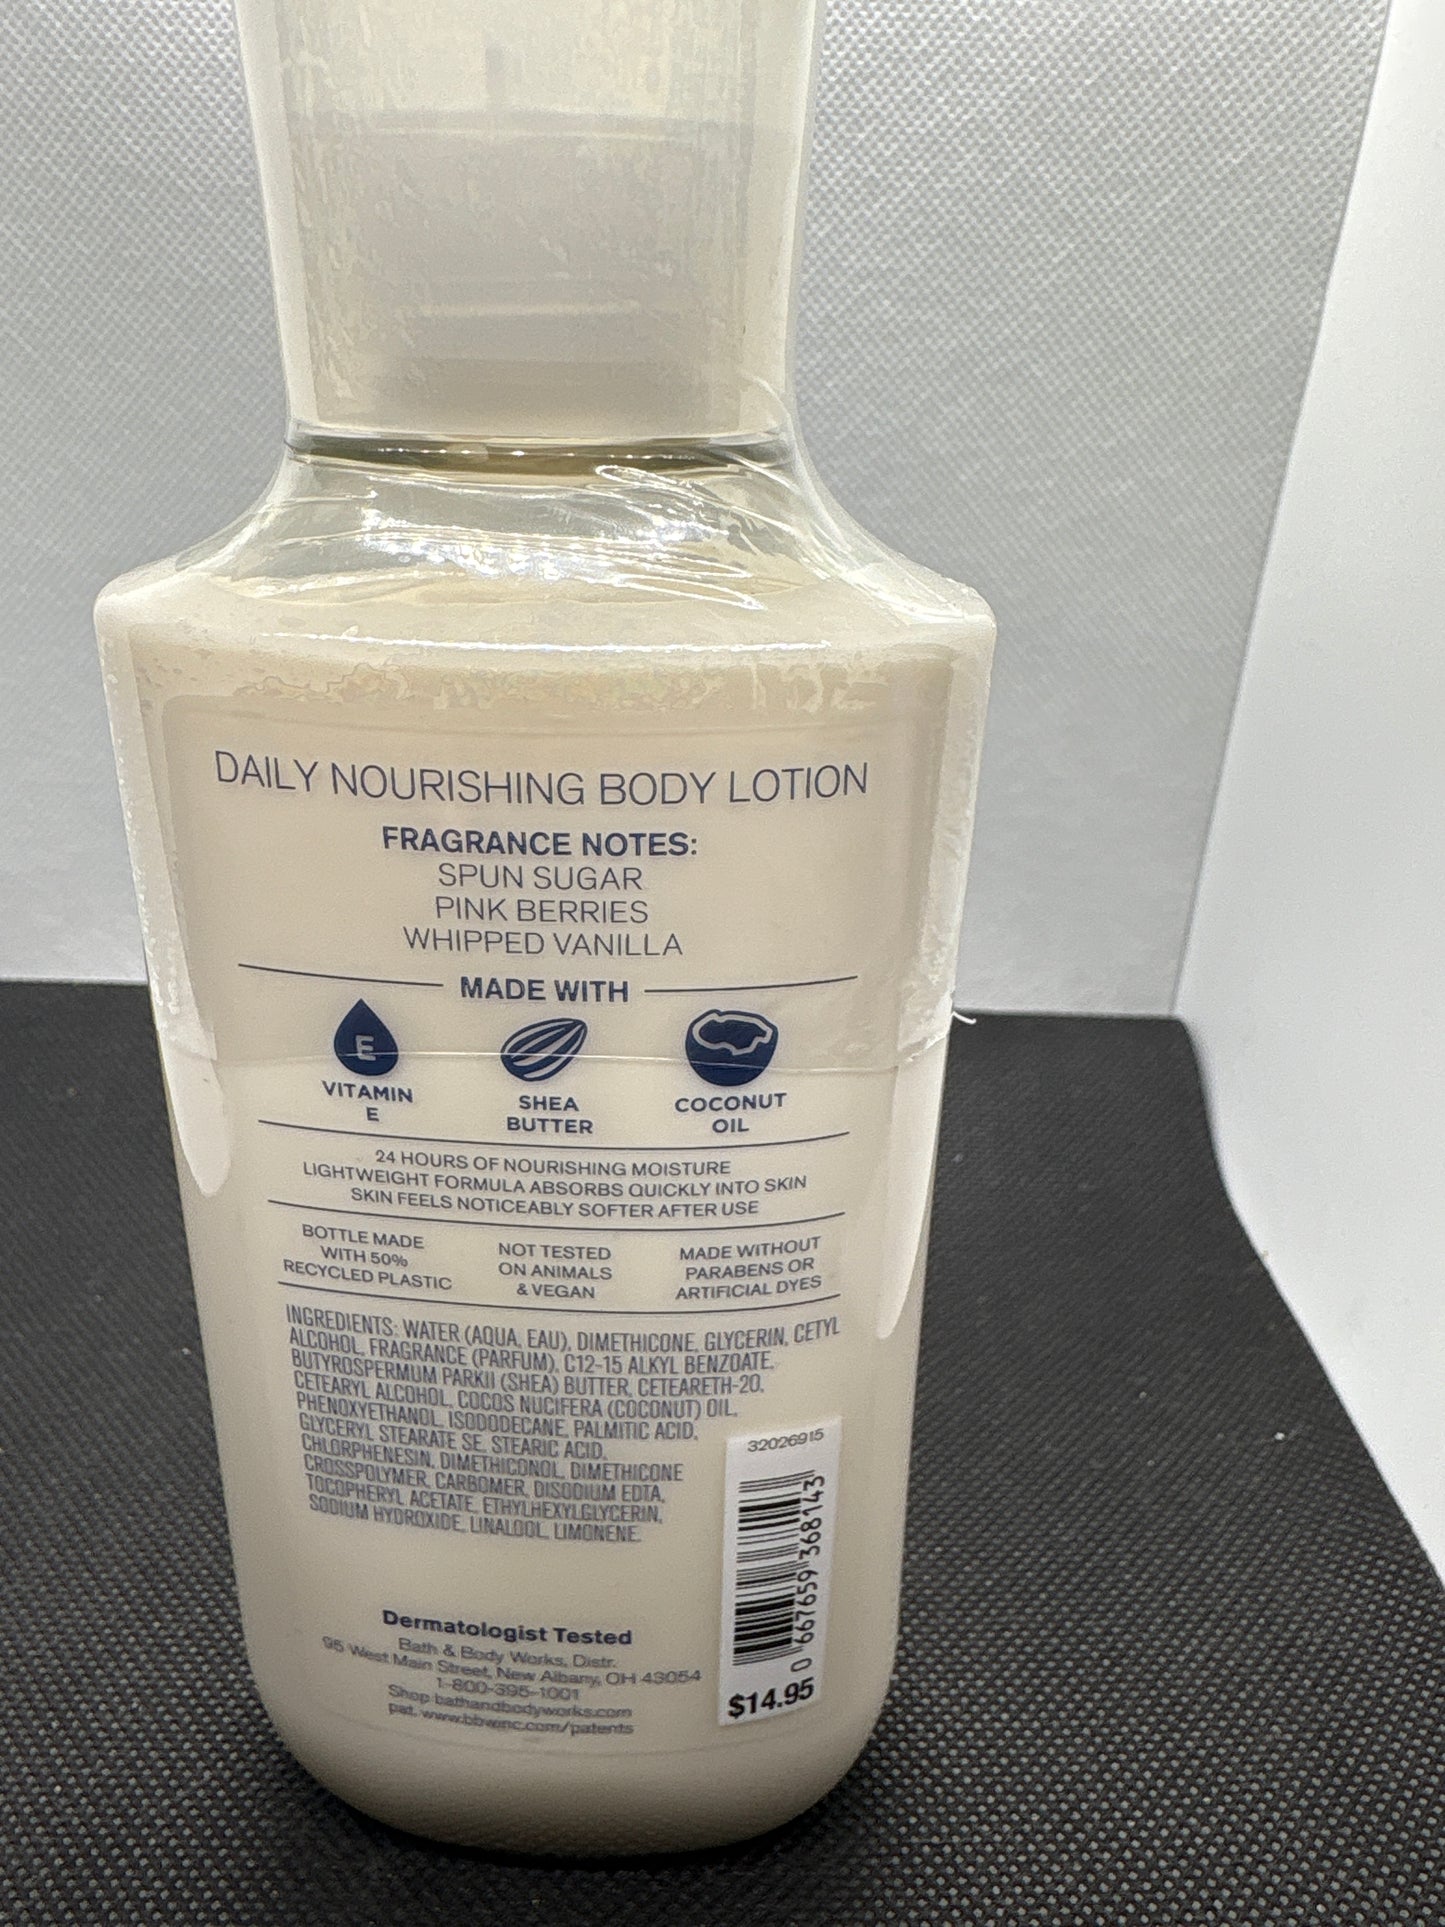 DAILY NOURISHING BODY LOTION
FRAGRANCE NOTES:
SPUN SUGAR
PINK BERRIES
WHIPPED VANILLA
MADE WITH
E
VITAMIN
E
SHEA
BUTTER
COCONUT
OIL
24 HOURS OF NOURISHING MOISTURE
LIGHTWEIGHT FORMULA ABSORBS QUICKLY INTO SKIN
SKIN FEELS NOTICEABLY SOFTER AFTER USE
BOTTLE MADE
WITH 50%
RECYCLED PLASTIC
NOT TESTED
ON ANIMALS
& VEGAN
MADE WITHOUT
PARABENS OR
ARTIFICIAL DYES
INGREDIENTS: WATER (AQUA, EAU), DIMETHICONE, GLYCERIN, CETYL
ALCOHOL, FRAGRANCE (PARFUM), C12-15 ALKYL BENZOATE,
BUTYROSPERMUM PARKII (SHEA) BUTTER, CETEARETH-20,
CETEARYL ALCOHOL, COCOS NUCIFERA (COCONUT) OIL,
PHENOXYETHANOL, ISODODECANE, PALMITIC ACID,
GLYCERYL STEARATE SE, STEARIC ACID,
CHLORPHENESIN, DIMETHICONOL, DIMETHICONE
CROSSPOLYMER, CARBOMER, DISODIUM EDTA,
TOCOPHERYL ACETATE, ETHYLHEXYLGLYCERIN,
SODIUM HYDROXIDE, LINALOOL, LIMONENE.
32026915
0 667659 368143
$14.95
Dermatologist Tested
Bath & Body Works, Distr.
95 West Main Street, New Albany, OH 43054
1-800-395-1001
Shop bathandbodyworks.com
pat. www.bbwinc.com/patents